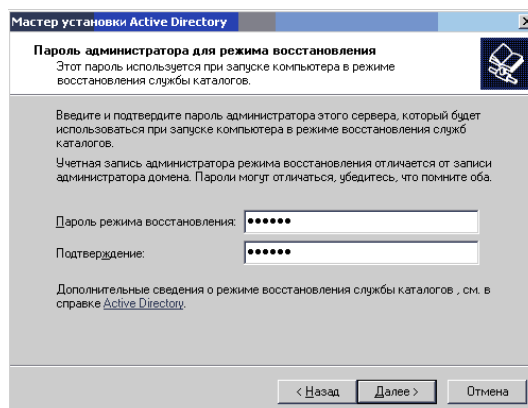 Мастер установки Active Directory
Пароль администратора для режима восстановления
Этот пароль используется при запуске компьютера в режиме
восстановления службы каталогов.
Введите и подтвердите пароль администратора этого сервера, который будет
использоваться при запуске компьютера в режиме восстановления служб
каталогов.
Учетная запись администратора режима восстановления отличается от записи
администратора домена. Пароли могут отличаться, убедитесь, что помните оба.
Пароль режима восстановления: ●●●●●●
Подтверждение: ●●●●●●
Дополнительные сведения о режиме восстановления службы каталогов , см. в
справке Active Directory.
< Назад Далее > Отмена